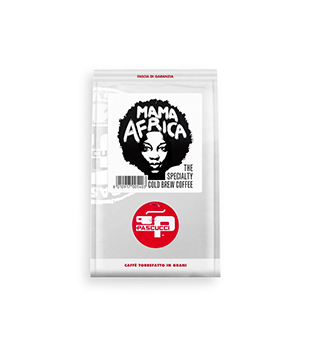 FASCIA DI GARANZIA
MAMA
AFRICA
THE
SPECIALTY
COLD BREW COFFEE
PASCUCCI
CAFFÈ TORREFATTO IN GRANI